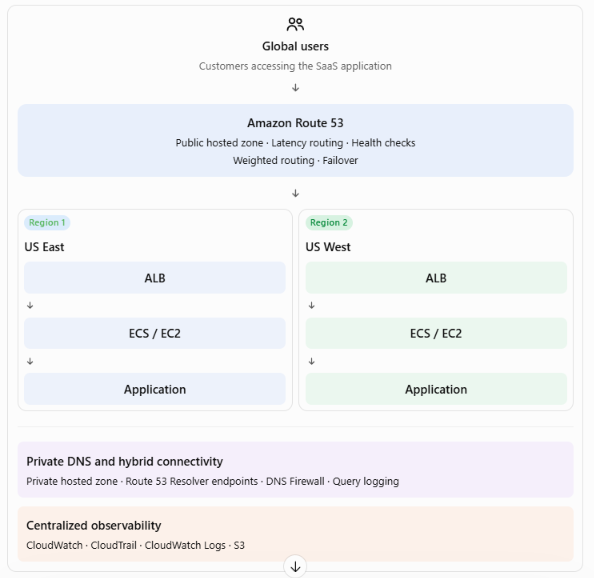 Global users
Customers accessing the SaaS application
Amazon Route 53
Public hosted zone · Latency routing · Health checks
Weighted routing · Failover
Region 1
US East
ALB
ECS / EC2
Application
Region 2
US West
ALB
ECS / EC2
Application
Private DNS and hybrid connectivity
Private hosted zone · Route 53 Resolver endpoints · DNS Firewall · Query logging
Centralized observability
CloudWatch · CloudTrail · CloudWatch Logs · S3